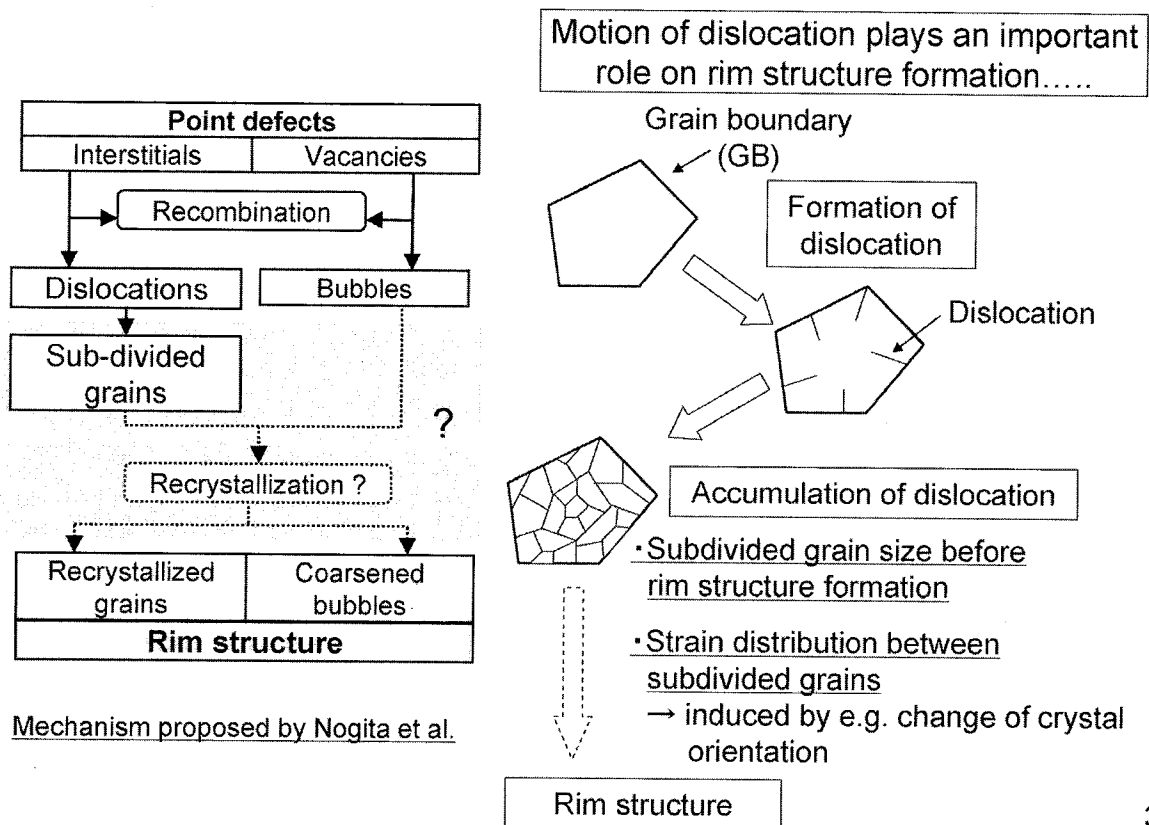 Motion of dislocation plays an important
role on rim structure formation.....
Point defects
Interstitials
Vacancies
Recombination
Dislocations
Bubbles
Sub-divided
grains
?
Recrystallization ?
Recrystallized
grains
Coarsened
bubbles
Rim structure
Mechanism proposed by Nogita et al.
Grain boundary
(GB)
Formation of
dislocation
Dislocation
Accumulation of dislocation
・Subdivided grain size before
rim structure formation
・Strain distribution between
subdivided grains
→ induced by e.g. change of crystal
orientation
Rim structure